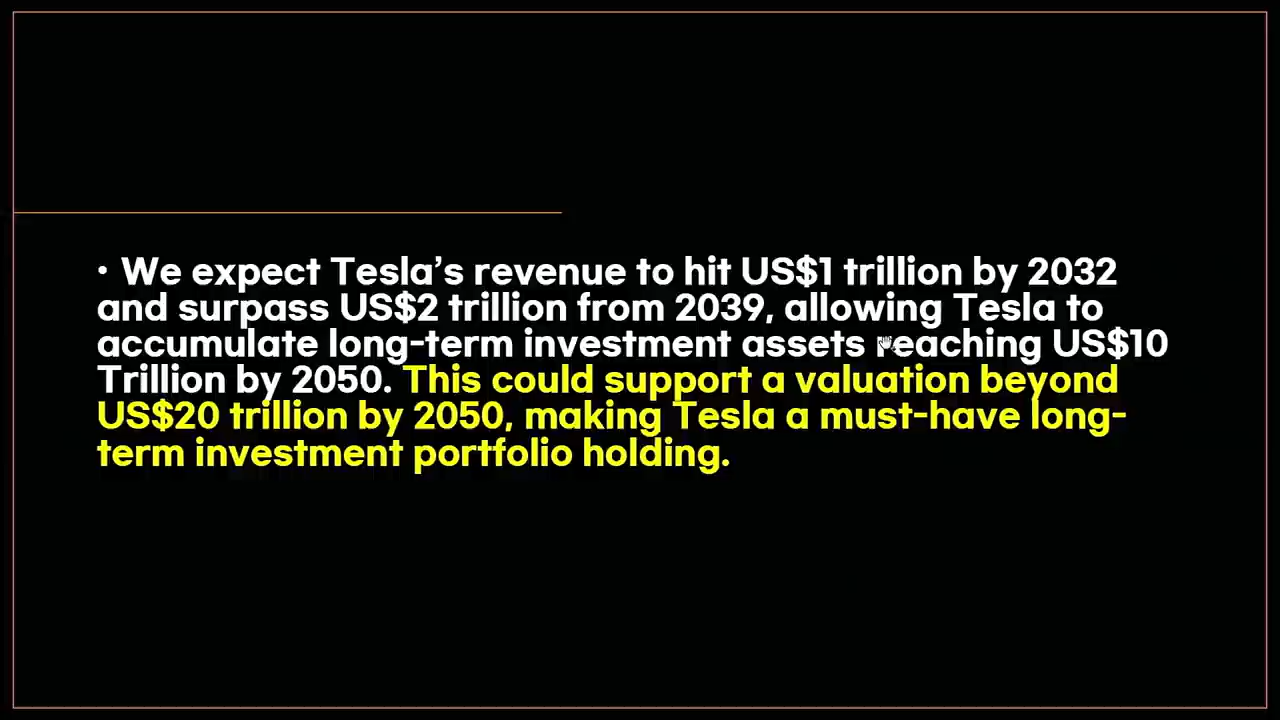 • We expect Tesla’s revenue to hit US$1 trillion by 2032
and surpass US$2 trillion from 2039, allowing Tesla to
accumulate long-term investment assets reaching US$10
Trillion by 2050. This could support a valuation beyond
US$20 trillion by 2050, making Tesla a must-have long-
term investment portfolio holding.